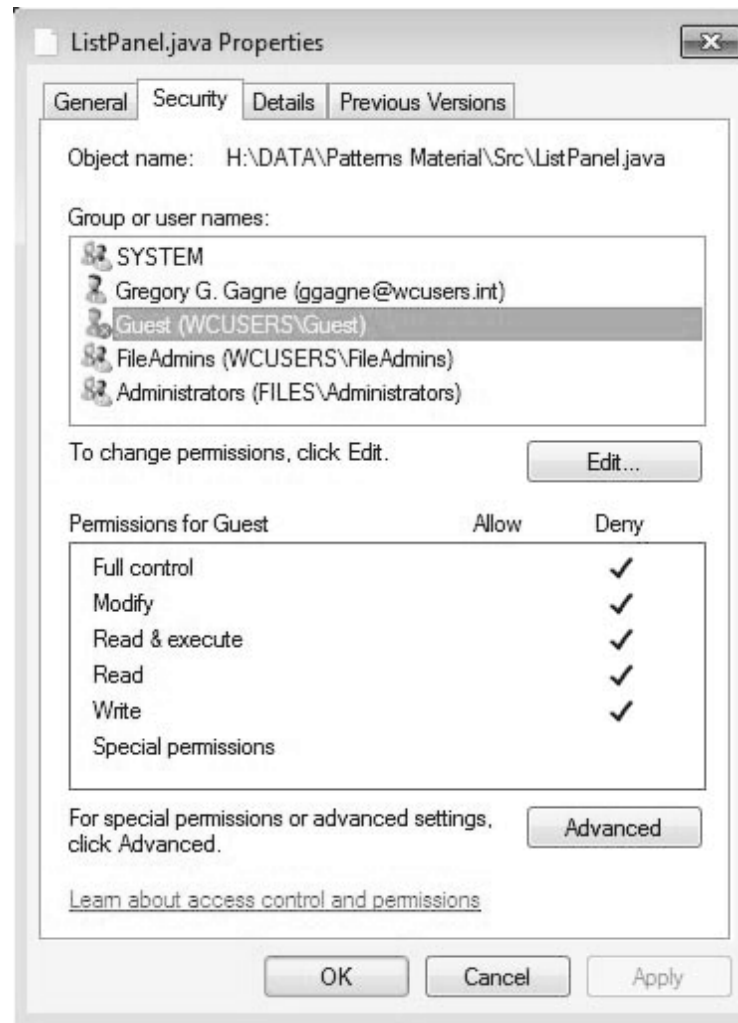 ListPanel.java Properties
General Security Details Previous Versions
Object name: H:\DATA\Patterns Material\Src\ListPanel.java
Group or user names:
SYSTEM
Gregory G. Gagne (ggagne@wcusers.int)
Guest (WCUSERS\Guest)
FileAdmins (WCUSERS\FileAdmins)
Administrators (FILES\Administrators)
To change permissions, click Edit. Edit...
Permissions for Guest Allow Deny
Full control
Modify
Read & execute
Read
Write
Special permissions
For special permissions or advanced settings,
click Advanced. Advanced
Learn about access control and permissions
OK Cancel Apply